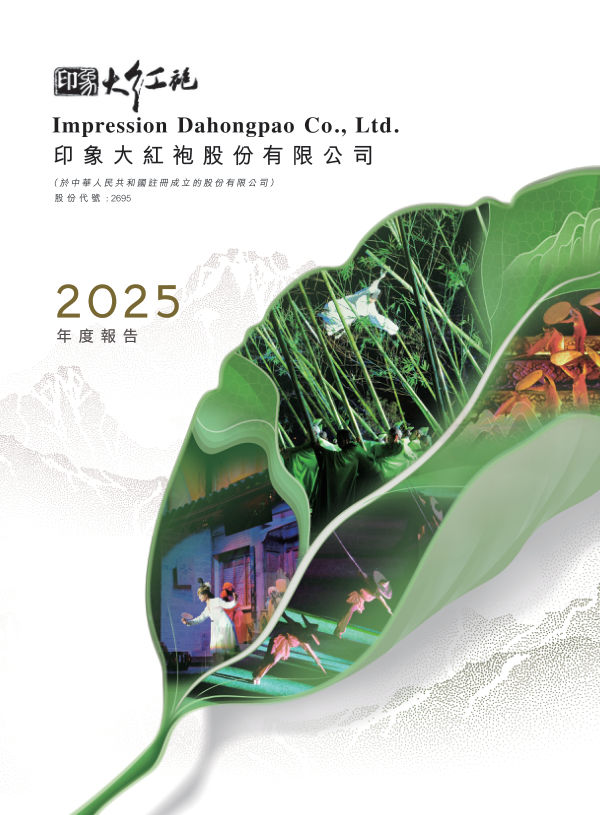 印象大红袍
Impression Dahongpao Co., Ltd.
印象大紅袍股份有限公司
(於中華人民共和國註冊成立的股份有限公司)
股份代號 : 2695
2025
年度報告